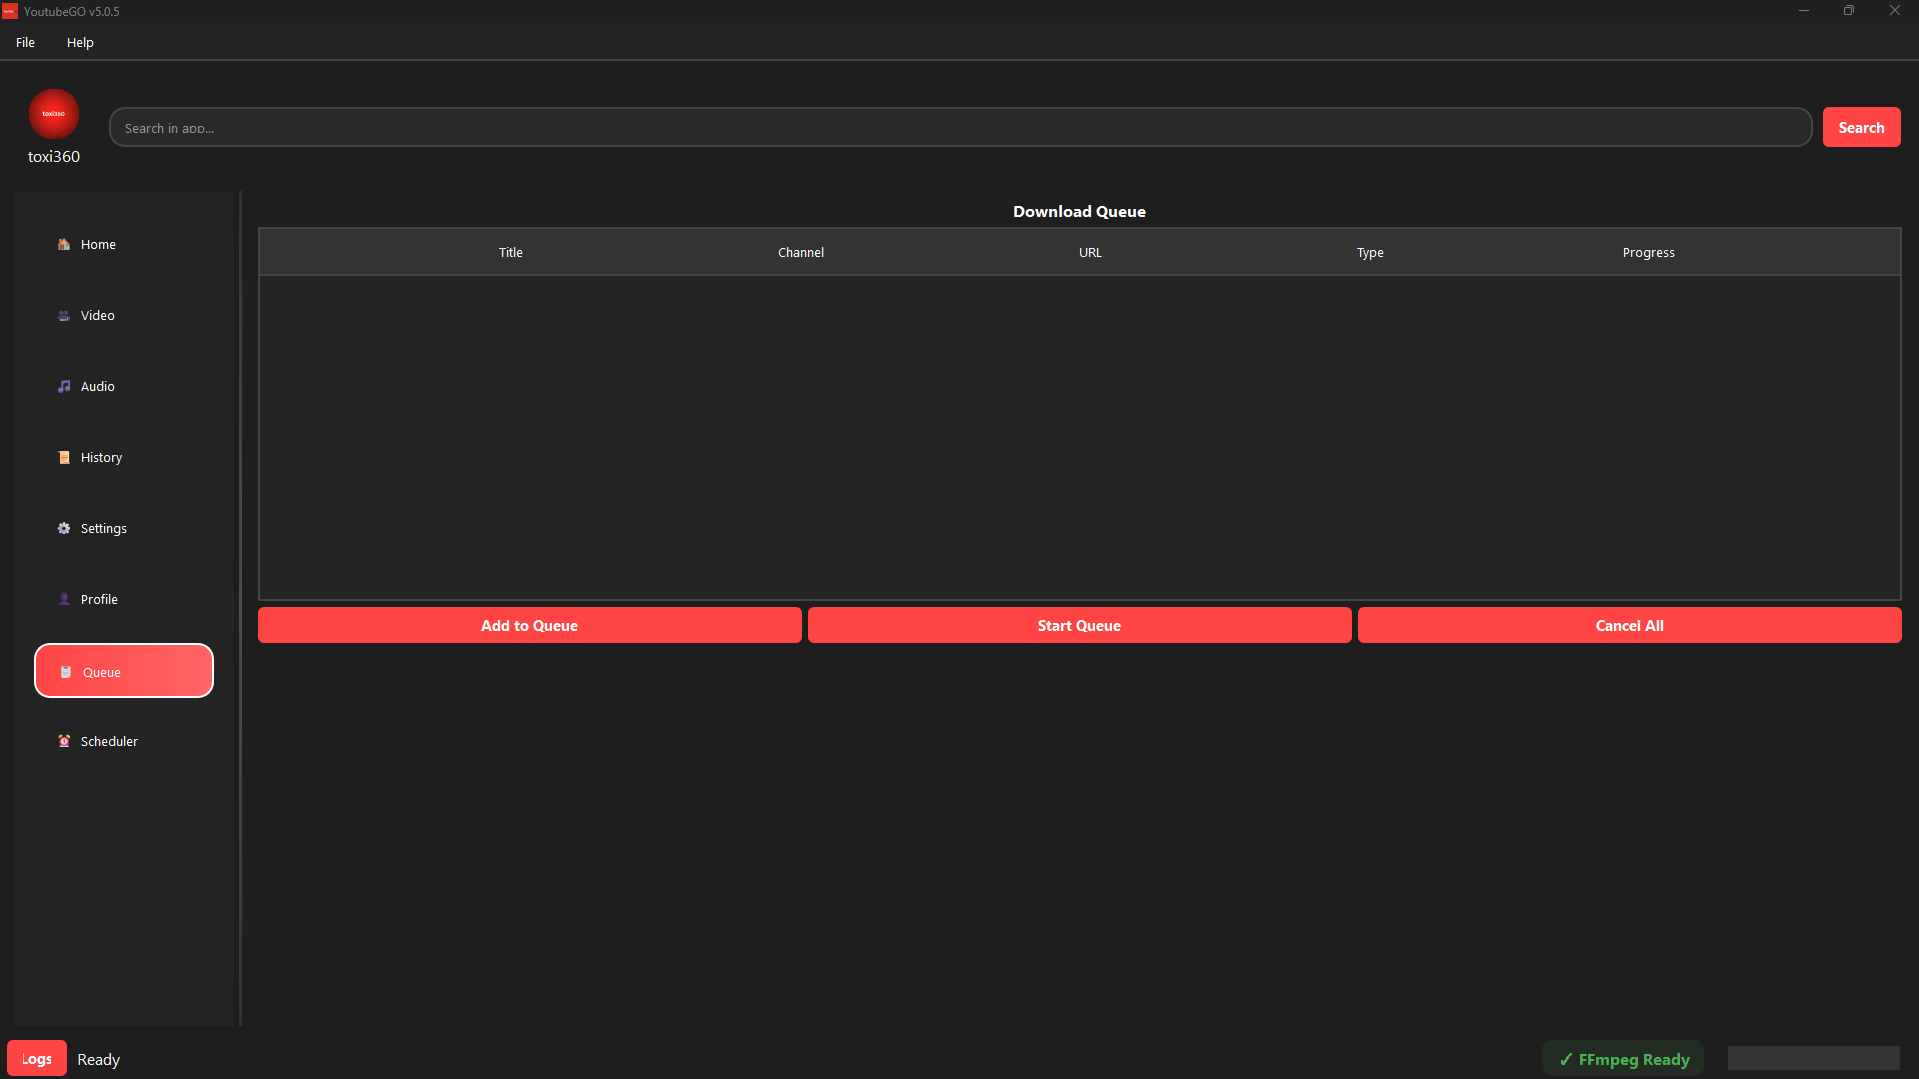 YoutubeGO v5.0.5
File Help
toxi360
Search in app...
Search
toxi360
Home
Video
Audio
History
Settings
Profile
Queue
Scheduler
Download Queue
Title Channel URL Type Progress
Add to Queue Start Queue Cancel All
Logs Ready
✓ FFmpeg Ready